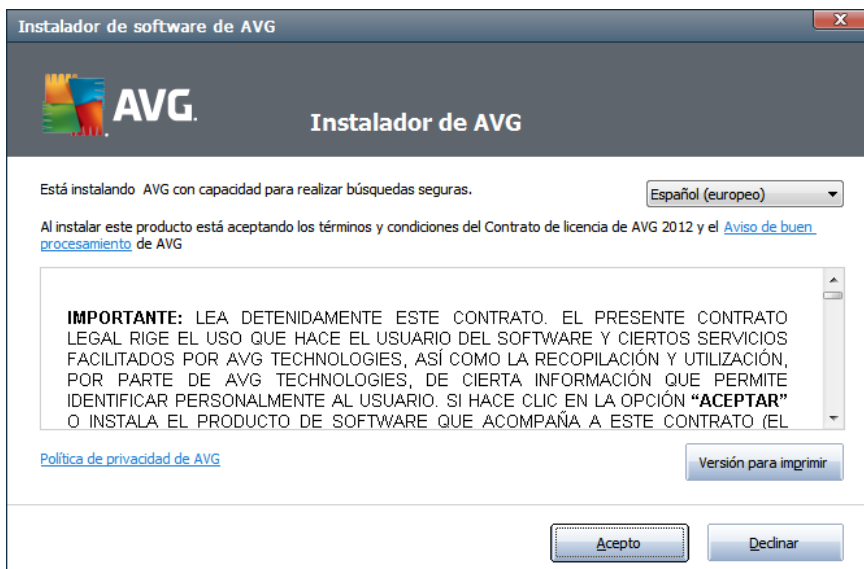 Instalador de software de AVG
AVG.
Instalador de AVG
Está instalando AVG con capacidad para realizar búsquedas seguras.
Español (europeo)
Al instalar este producto está aceptando los términos y condiciones del Contrato de licencia de AVG 2012 y el Aviso de buen
procesamiento de AVG
IMPORTANTE: LEA DETENIDAMENTE ESTE CONTRATO. EL PRESENTE CONTRATO
LEGAL RIGE EL USO QUE HACE EL USUARIO DEL SOFTWARE Y CIERTOS SERVICIOS
FACILITADOS POR AVG TECHNOLOGIES, ASÍ COMO LA RECOPILACIÓN Y UTILIZACIÓN,
POR PARTE DE AVG TECHNOLOGIES, DE CIERTA INFORMACIÓN QUE PERMITE
IDENTIFICAR PERSONALMENTE AL USUARIO. SI HACE CLIC EN LA OPCIÓN “ACEPTAR”
O INSTALA EL PRODUCTO DE SOFTWARE QUE ACOMPAÑA A ESTE CONTRATO (EL
Política de privacidad de AVG
Versión para imprimir
Acepto
Declinar